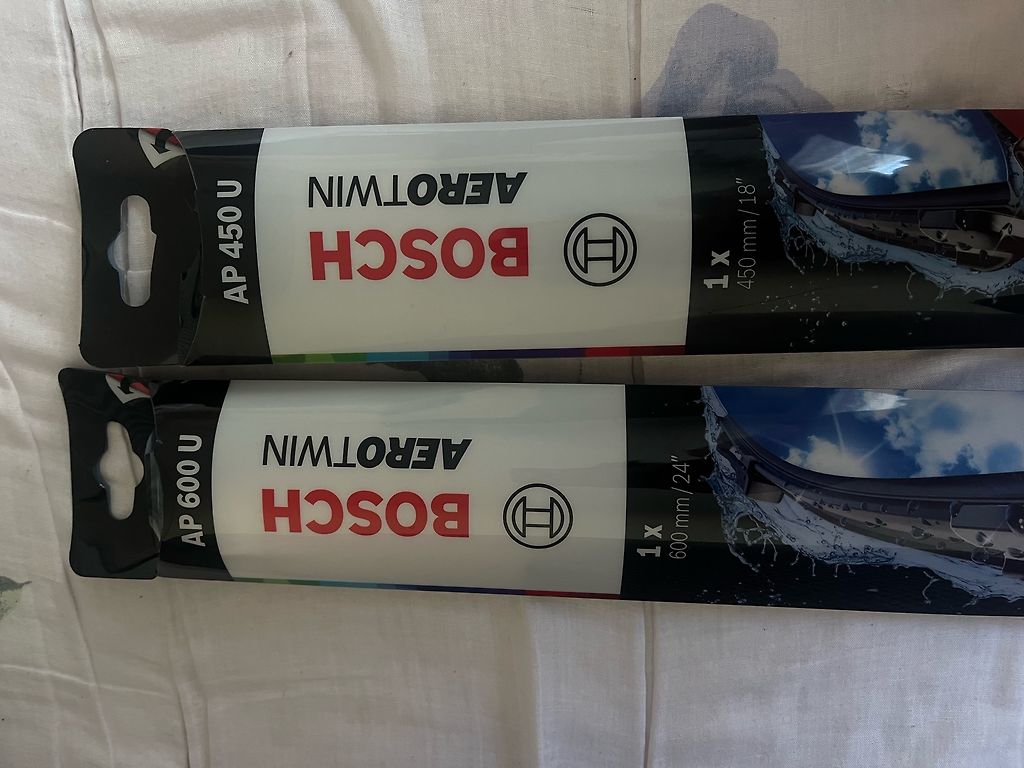 AP 450 U
BOSCH
AEROTWIN
1 x
450 mm / 18"
AP 600 U
BOSCH
AEROTWIN
1 x
600 mm / 24"